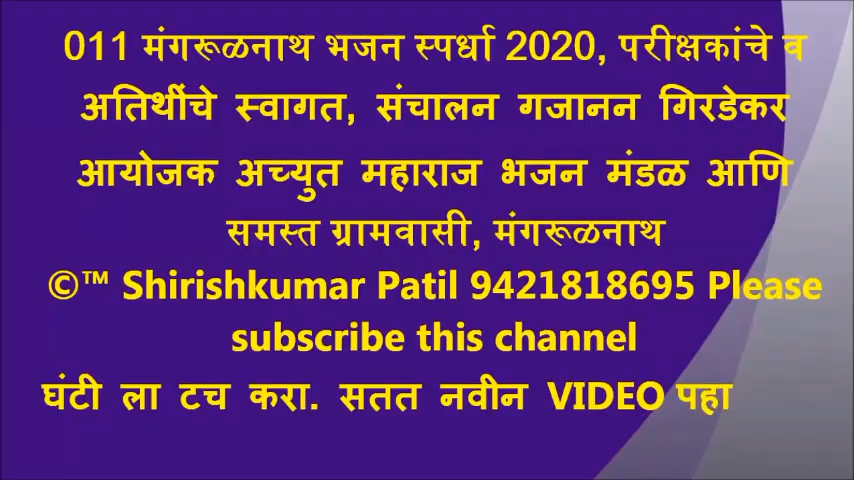 011 मंगरूळनाथ भजन स्पर्धा 2020, परीक्षकांचे व
अतिथींचे स्वागत, संचालन गजानन गिरडेकर
आयोजक अच्युत महाराज भजन मंडळ आणि
समस्त ग्रामवासी, मंगरूळनाथ
©™ Shirishkumar Patil 9421818695 Please
subscribe this channel
घंटी ला टच करा. सतत नवीन VIDEO पहा